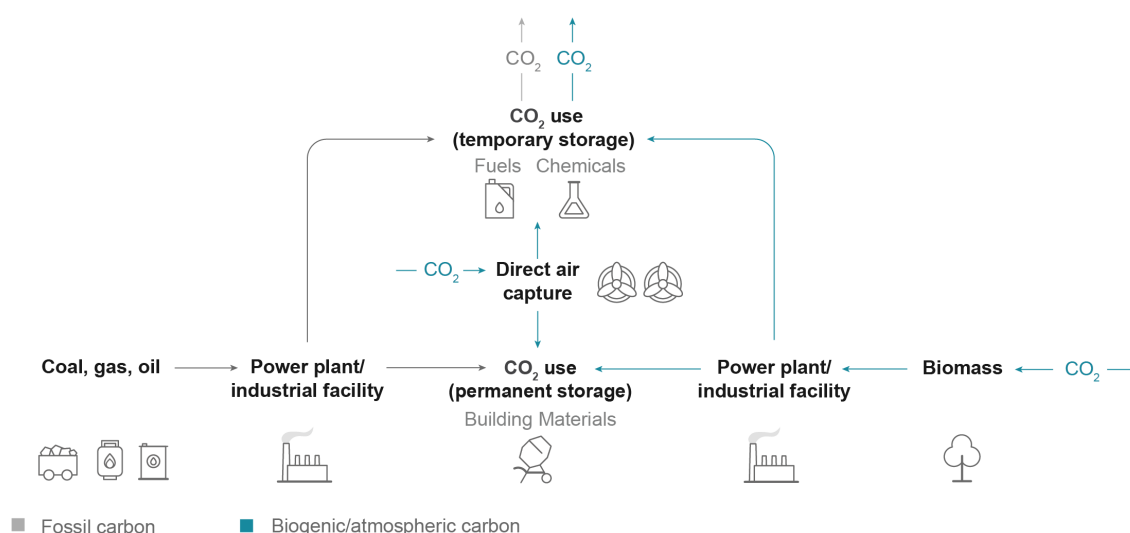 CO2 CO2
CO2 use
(temporary storage)
Fuels Chemicals
CO2 Direct air
capture
Coal, gas, oil
Power plant/
industrial facility
CO2 use
(permanent storage)
Building Materials
Power plant/
industrial facility
Biomass
CO2
Fossil carbon
Biogenic/atmospheric carbon